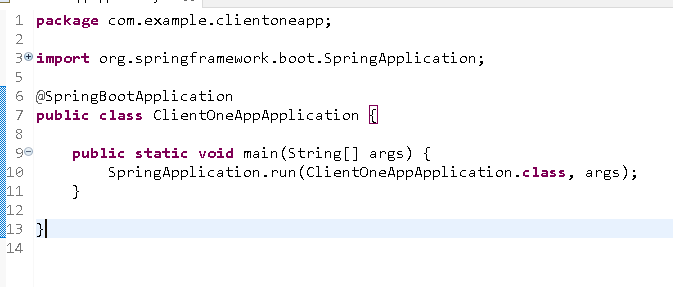 1 package com.example.clientoneapp;
2
3 import org.springframework.boot.SpringApplication;
5
6 @SpringBootApplication
7 public class ClientOneAppApplication {
8
9 public static void main(String[] args) {
10 SpringApplication.run(ClientOneAppApplication.class, args);
11 }
12
13 }
14